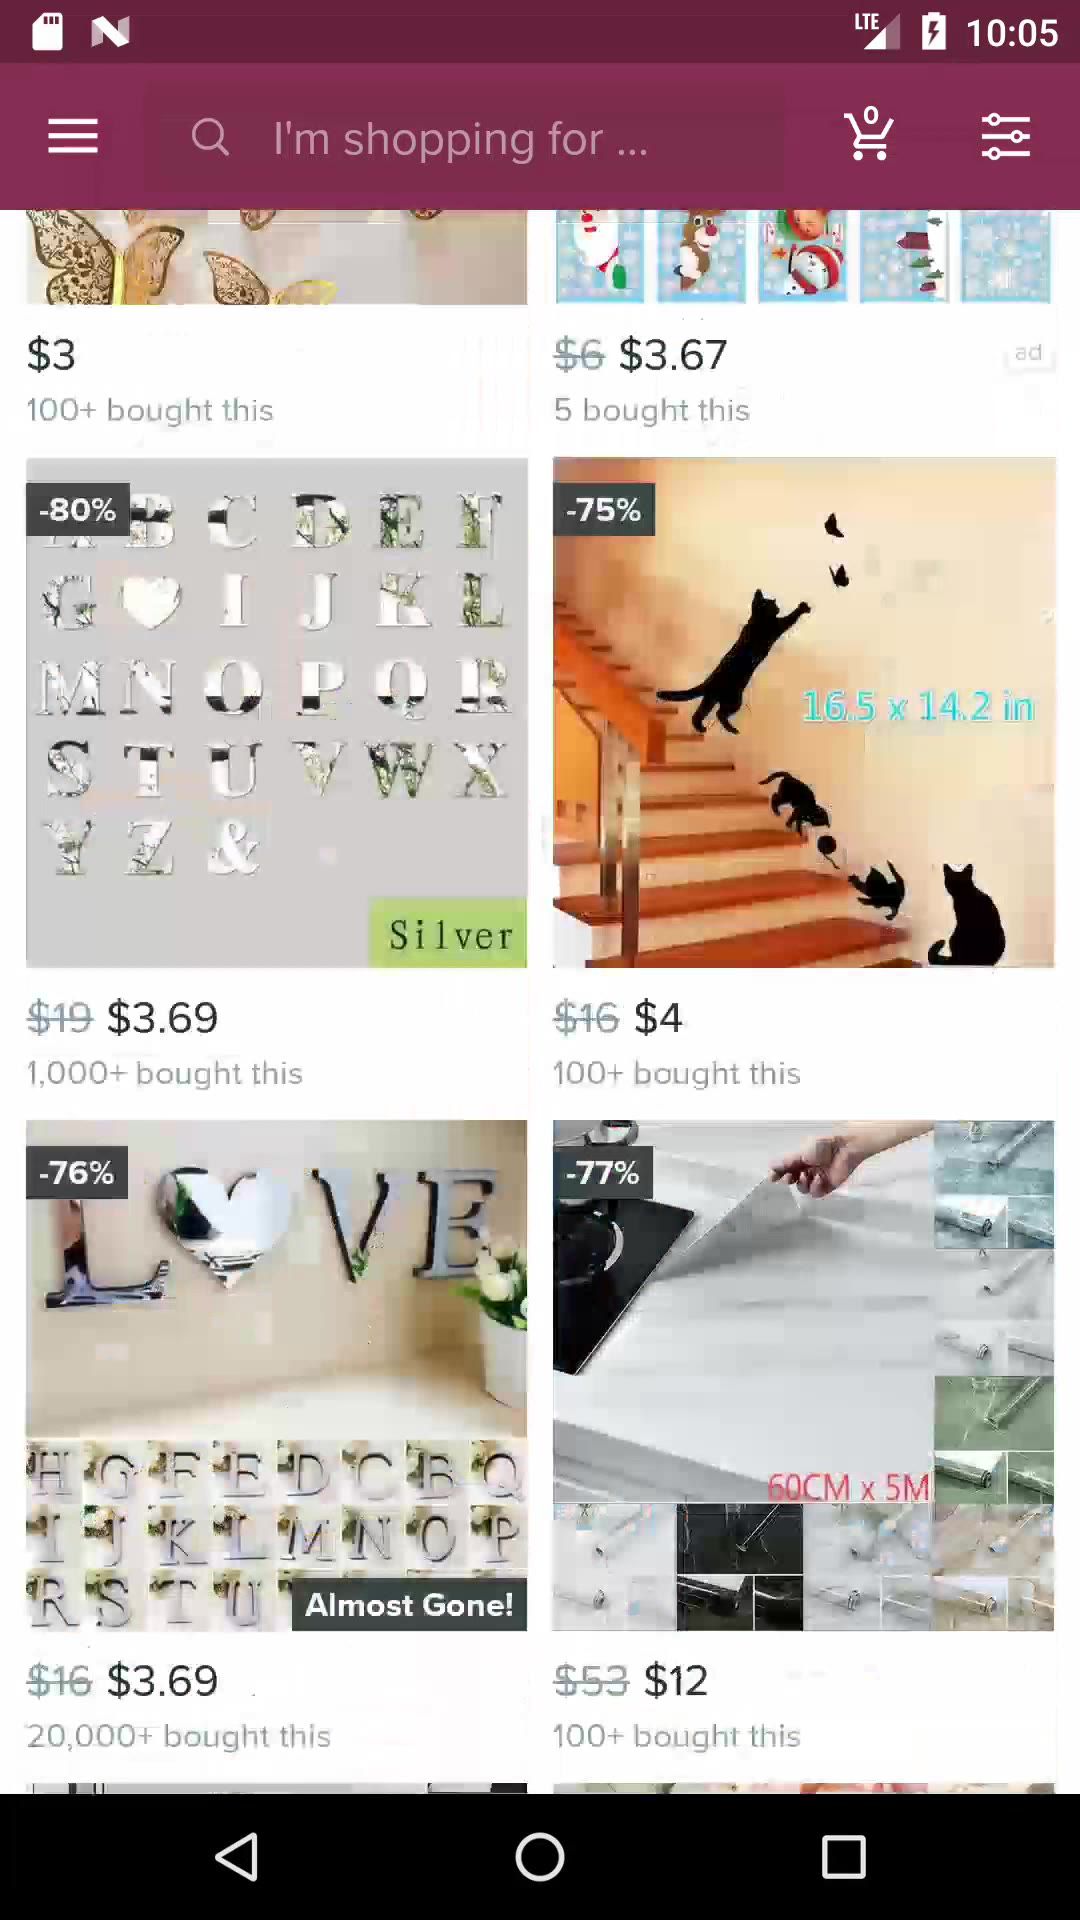 LTE 10:05
I'm shopping for ...
0
$3
100+ bought this
$6 $3.67
ad
5 bought this
-80%
A B C D E F
G I J K L
M N O P Q R
S T U V W X
Y Z &
Silver
$19 $3.69
1,000+ bought this
-75%
16.5 x 14.2 in
$16 $4
100+ bought this
-76%
L VE
H G F E D C B Q
I J K L M N O P
R S T U
Almost Gone!
$16 $3.69
20,000+ bought this
-77%
60CM x 5M
$53 $12
100+ bought this